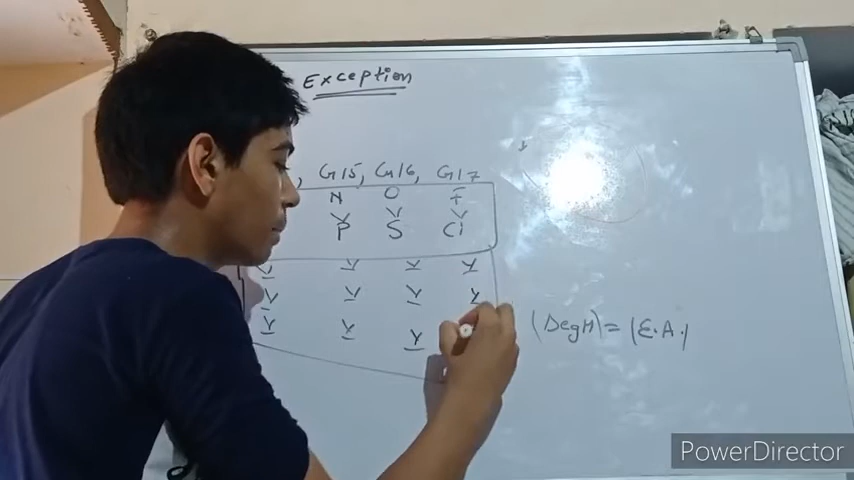 Exception
, G15, G16, G17
N O F
P S Cl
(DegH) = |E.A.|
PowerDirector